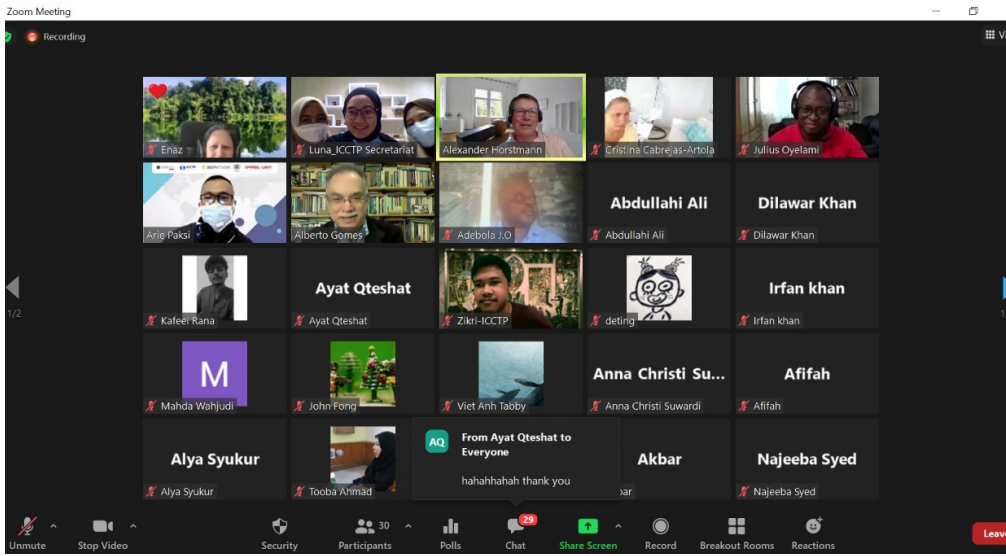 Zoom Meeting
Recording
Enaz
Luna_ICCTP Secretariat
Alexander Horstmann
Cristina Cabrejas-Artola
Julius Oyelami
Arie Paksi
Alberto Gomes
Adebola J.O
Abdullahi Ali
Abdullahi Ali
Dilawar Khan
Dilawar Khan
Kafeel Rana
Ayat Qteshat
Ayat Qteshat
Zikri-ICCTP
deting
Irfan khan
Irfan khan
1/2
M
Mahda Wahjudi
John Fong
Viet Anh Tabby
Anna Christi Su...
Anna Christi Suwardi
Afifah
Afifah
Alya Syukur
Alya Syukur
Tooba Ahmad
AQ
From Ayat Qteshat to
Everyone
hahahhahah thank you
Akbar
Najeeba Syed
Najeeba Syed
Unmute
Stop Video
Security
30
Participants
Polls
29
Chat
Share Screen
Record
Breakout Rooms
Reactions
Leave